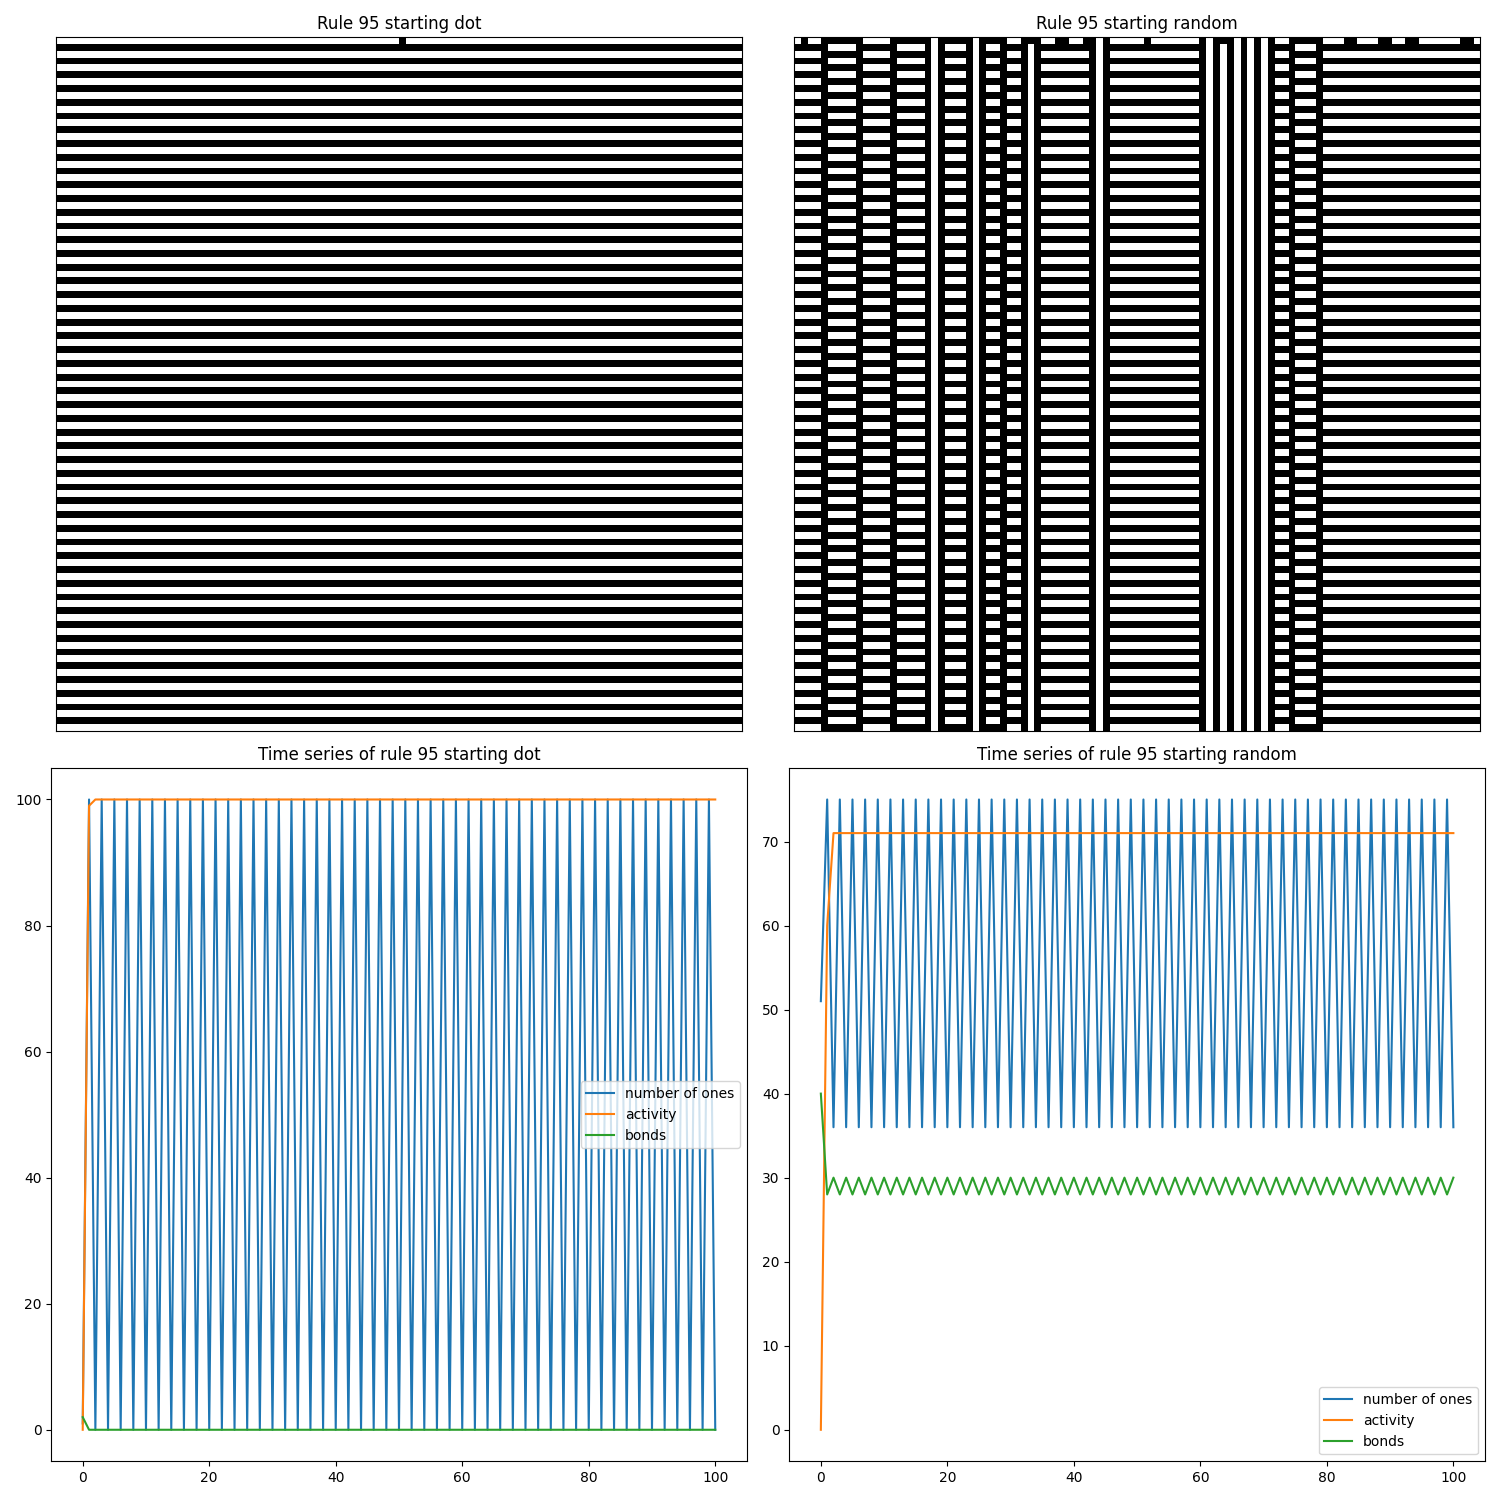 Rule 95 starting dot
Rule 95 starting random
Time series of rule 95 starting dot
100
80
60
40
20
0
0 20 40 60 80 100
number of ones
activity
bonds
Time series of rule 95 starting random
70
60
50
40
30
20
10
0
0 20 40 60 80 100
number of ones
activity
bonds